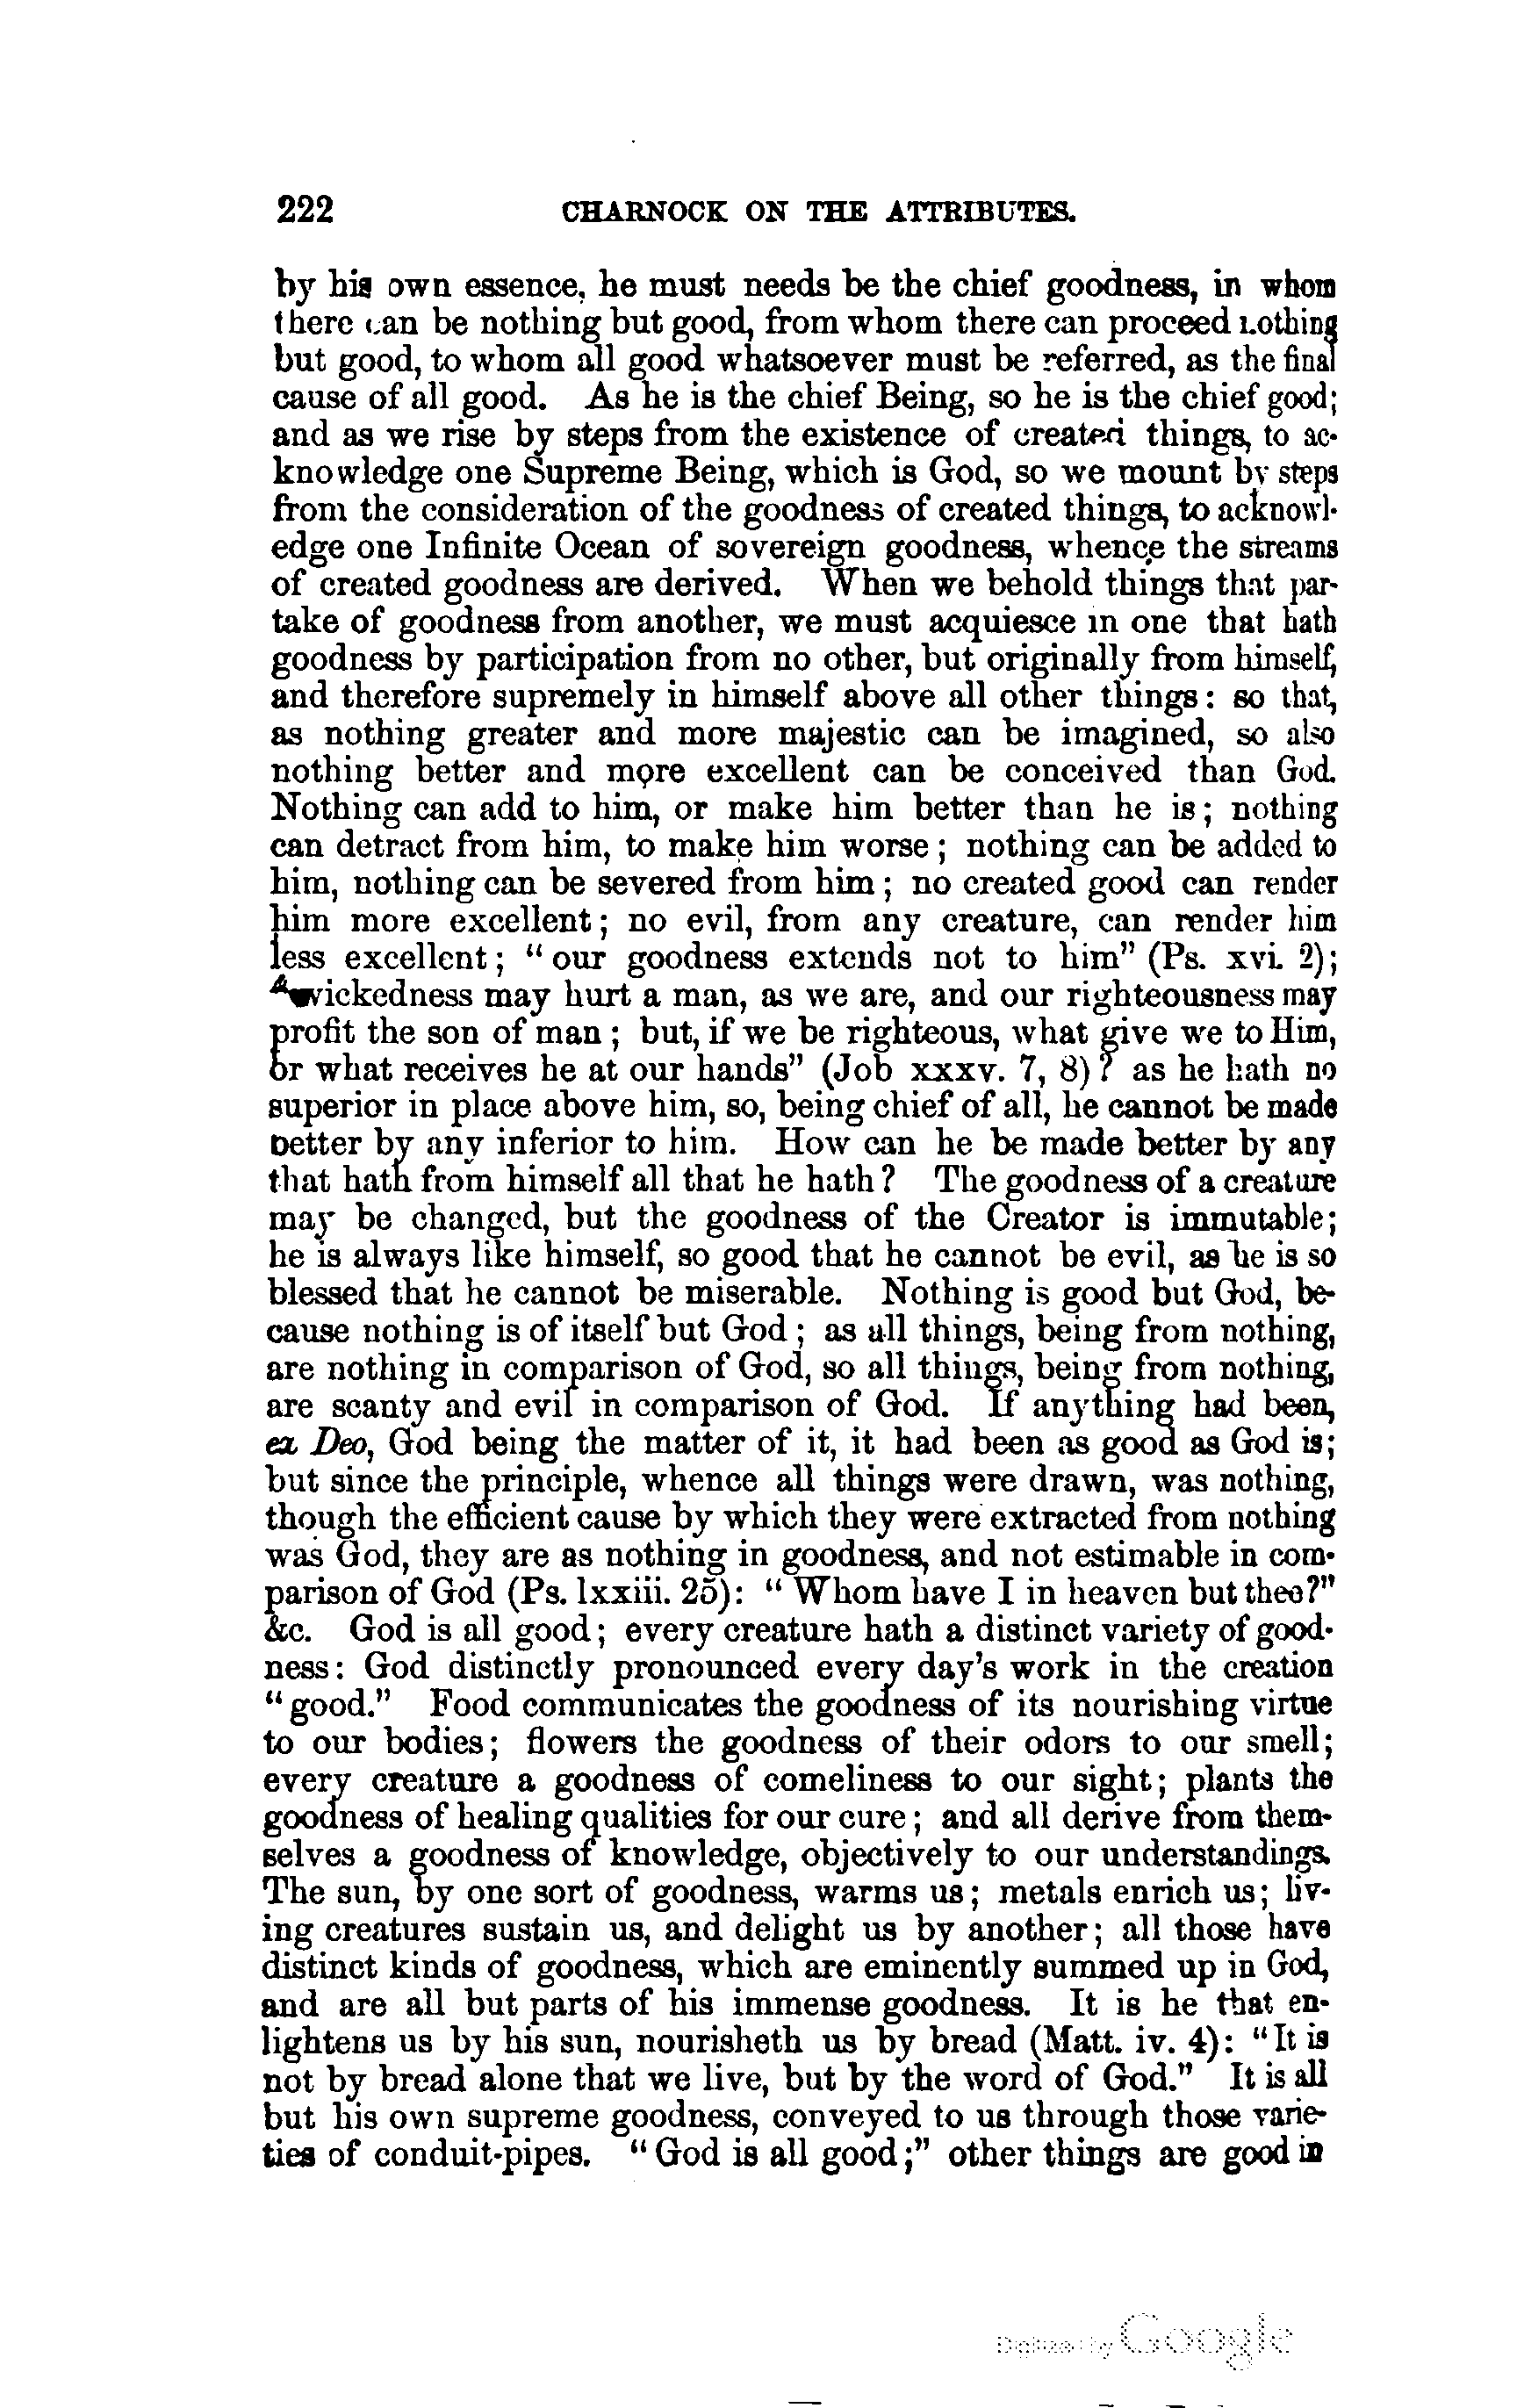 222 CHARNOCK ON THE ATTRIBUTES.
by his own essence, he must needs be the chief goodness, in whom
there can be nothing but good, from whom there can proceed nothing
but good, to whom all good whatsoever must be referred, as the final
cause of all good. As he is the chief Being, so he is the chief good;
and as we rise by steps from the existence of created things, to ac-
knowledge one Supreme Being, which is God, so we mount by steps
from the consideration of the goodness of created things, to acknowl-
edge one Infinite Ocean of sovereign goodness, whence the streams
of created goodness are derived. When we behold things that par-
take of goodness from another, we must acquiesce in one that hath
goodness by participation from no other, but originally from himself,
and therefore supremely in himself above all other things: so that,
as nothing greater and more majestic can be imagined, so also
nothing better and more excellent can be conceived than God.
Nothing can add to him, or make him better than he is; nothing
can detract from him, to make him worse; nothing can be added to
him, nothing can be severed from him; no created good can render
him more excellent; no evil, from any creature, can render him
less excellent; "our goodness extends not to him" (Ps. xvi. 2);
wickedness may hurt a man, as we are, and our righteousness may
profit the son of man; but, if we be righteous, what give we to Him,
or what receives he at our hands" (Job xxxv. 7, 8)? as he hath no
superior in place above him, so, being chief of all, he cannot be made
better by any inferior to him. How can he be made better by any
that hath from himself all that he hath? The goodness of a creature
may be changed, but the goodness of the Creator is immutable;
he is always like himself, so good that he cannot be evil, as he is so
blessed that he cannot be miserable. Nothing is good but God, be-
cause nothing is of itself but God; as all things, being from nothing,
are nothing in comparison of God, so all things, being from nothing,
are scanty and evil in comparison of God. If anything had been,
ex Deo, God being the matter of it, it had been as good as God is;
but since the principle, whence all things were drawn, was nothing,
though the efficient cause by which they were extracted from nothing
was God, they are as nothing in goodness, and not estimable in com-
parison of God (Ps. lxxiii. 25): "Whom have I in heaven but thee?"
&c. God is all good; every creature hath a distinct variety of good-
ness: God distinctly pronounced every day's work in the creation
"good." Food communicates the goodness of its nourishing virtue
to our bodies; flowers the goodness of their odors to our smell;
every creature a goodness of comeliness to our sight; plants the
goodness of healing qualities for our cure; and all derive from them-
selves a goodness of knowledge, objectively to our understandings.
The sun, by one sort of goodness, warms us; metals enrich us; liv-
ing creatures sustain us, and delight us by another; all those have
distinct kinds of goodness, which are eminently summed up in God,
and are all but parts of his immense goodness. It is he that en-
lightens us by his sun, nourisheth us by bread (Matt. iv. 4): "It is
not by bread alone that we live, but by the word of God." It is all
but his own supreme goodness, conveyed to us through those varie-
ties of conduit-pipes. "God is all good;" other things are good in
Digitized by Google